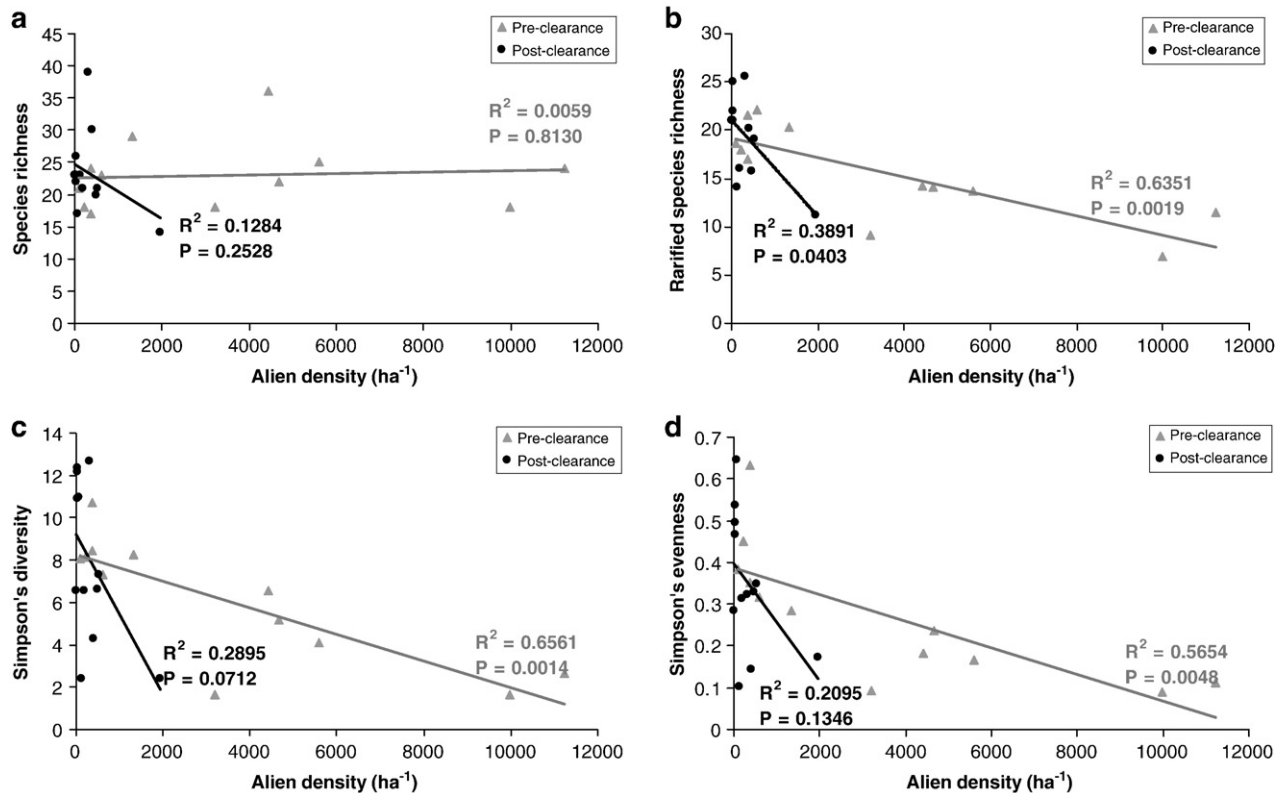 a
Pre-clearance
Post-clearance
Species richness
45
40
35
30
25
20
15
10
5
0
R² = 0.0059
P = 0.8130
R² = 0.1284
P = 0.2528
0 2000 4000 6000 8000 10000 12000
Alien density (ha⁻¹)
b
Pre-clearance
Post-clearance
Rarified species richness
30
25
20
15
10
5
0
R² = 0.6351
P = 0.0019
R² = 0.3891
P = 0.0403
0 2000 4000 6000 8000 10000 12000
Alien density (ha⁻¹)
c
Pre-clearance
Post-clearance
Simpson's diversity
14
12
10
8
6
4
2
0
R² = 0.6561
P = 0.0014
R² = 0.2895
P = 0.0712
0 2000 4000 6000 8000 10000 12000
Alien density (ha⁻¹)
d
Pre-clearance
Post-clearance
Simpson's evenness
0.7
0.6
0.5
0.4
0.3
0.2
0.1
0
R² = 0.5654
P = 0.0048
R² = 0.2095
P = 0.1346
0 2000 4000 6000 8000 10000 12000
Alien density (ha⁻¹)